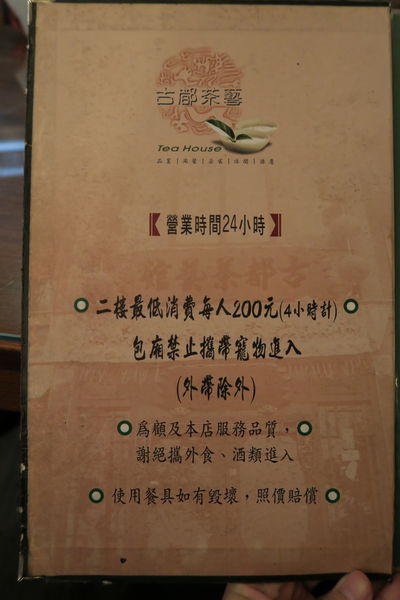 古都茶藝
Tea House
營業時間24小時
二樓最低消費每人200元(4小時計)
包廂禁止攜帶寵物進入
(外帶除外)
為顧及本店服務品質，
謝絕攜外食、酒類進入
使用餐具如有毀壞，照價賠償